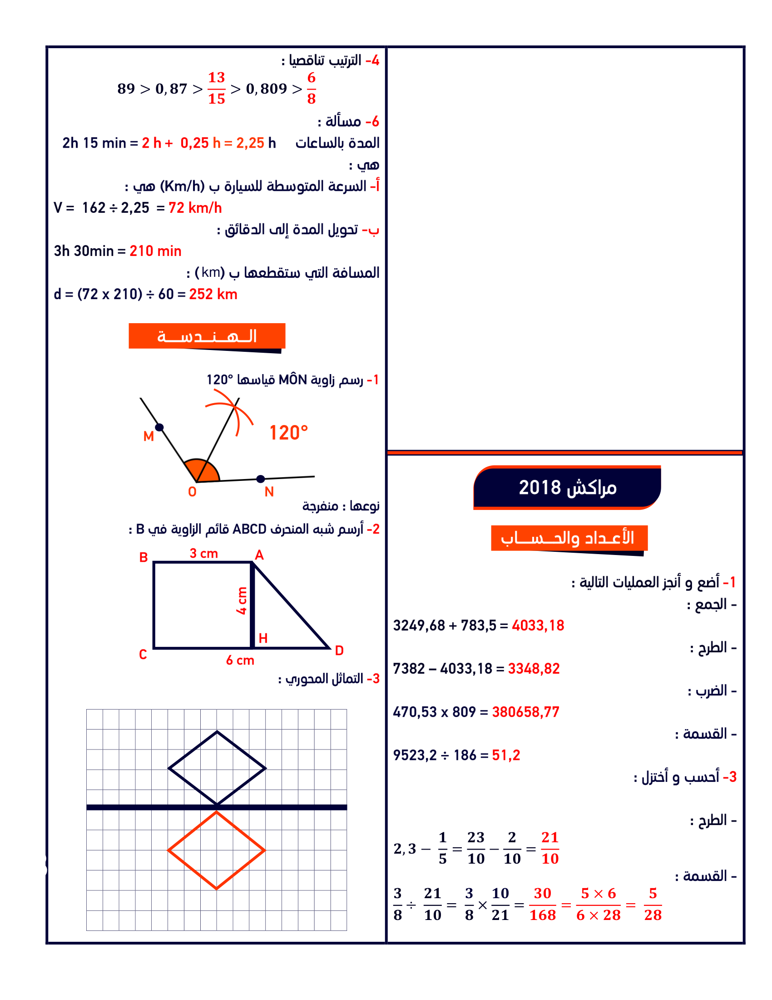 مراكش 2018
الأعـداد والحــســـاب
1- أضع و أنجز العمليات التالية :
- الجمع :
3249,68 + 783,5 = 4033,18
- الطرح :
7382 – 4033,18 = 3348,82
- الضرب :
470,53 x 809 = 380658,77
- القسمة :
9523,2 ÷ 186 = 51,2
3- أحسب و أختزل :
- الطرح :
2,3 − 1/5 = 23/10 − 2/10 = 21/10
- القسمة :
3/8 ÷ 21/10 = 3/8 × 10/21 = 30/168 = 5 × 6/6 × 28 = 5/28
4- الترتيب تناقصيا :
89 > 0,87 > 13/15 > 0,809 > 6/8
6- مسألة :
المدة بالساعات 2h 15 min = 2 h + 0,25 h = 2,25 h
هي :
أ- السرعة المتوسطة للسيارة ب (Km/h) هي :
V = 162 ÷ 2,25 = 72 km/h
ب- تحويل المدة إلى الدقائق :
3h 30min = 210 min
المسافة التي ستقطعها ب (km) :
d = (72 x 210) ÷ 60 = 252 km
الــهــنــدســـة
1- رسم زاوية MÔN قياسها 120°
120°
M
O
N
نوعها : منفرجة
2- أرسم شبه المنحرف ABCD قائم الزاوية في B :
B
3 cm
A
4 cm
H
C
D
6 cm
3- التماثل المحوري :